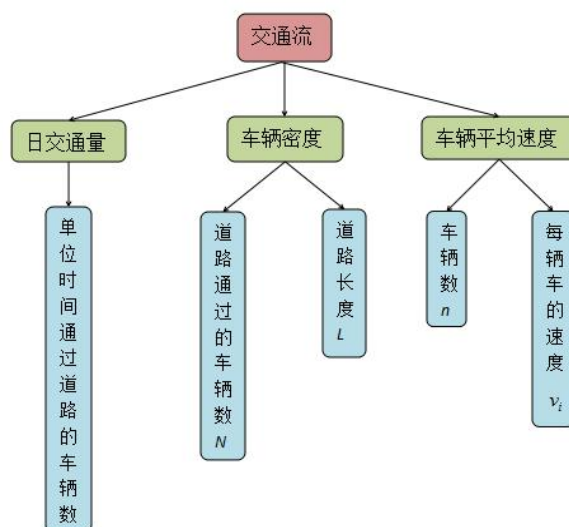 交通流
日交通量
车辆密度
车辆平均速度
单位时间通过道路的车辆数
道路通过的车辆数N
道路长度L
车辆数n
每辆车的速度v_i